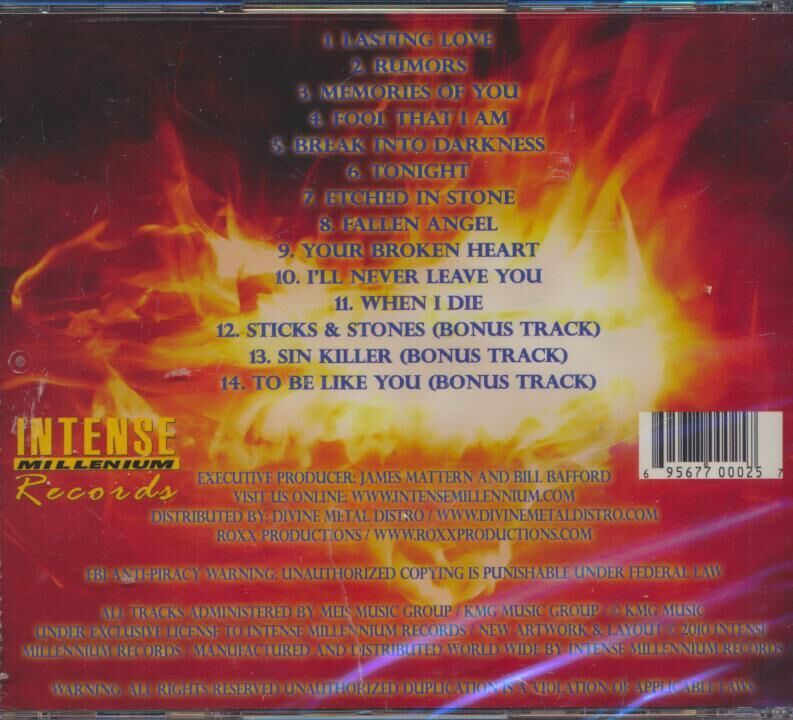 1. LASTING LOVE
2. RUMORS
3. MEMORIES OF YOU
4. FOOL THAT I AM
5. BREAK INTO DARKNESS
6. TONIGHT
7. ETCHED IN STONE
8. FALLEN ANGEL
9. YOUR BROKEN HEART
10. I'LL NEVER LEAVE YOU
11. WHEN I DIE
12. STICKS & STONES (BONUS TRACK)
13. SIN KILLER (BONUS TRACK)
14. TO BE LIKE YOU (BONUS TRACK)
INTENSE
MILLENIUM
Records
6 95677 00025 7
EXECUTIVE PRODUCER: JAMES MATTERN AND BILL BAFFORD
VISIT US ONLINE: WWW.INTENSEMILLENNIUM.COM
DISTRIBUTED BY: DIVINE METAL DISTRO / WWW.DIVINEMETALDISTRO.COM
ROXX PRODUCTIONS / WWW.ROXXPRODUCTIONS.COM
FBI ANTI-PIRACY WARNING: UNAUTHORIZED COPYING IS PUNISHABLE UNDER FEDERAL LAW
ALL TRACKS ADMINISTERED BY MEIS MUSIC GROUP / KMG MUSIC GROUP / © KMG MUSIC
UNDER EXCLUSIVE LICENSE TO INTENSE MILLENNIUM RECORDS / NEW ARTWORK & LAYOUT © 2010 INTENSE
MILLENNIUM RECORDS - MANUFACTURED AND DISTRIBUTED WORLD WIDE BY INTENSE MILLENNIUM RECORDS
WARNING: ALL RIGHTS RESERVED UNAUTHORIZED DUPLICATION IS A VIOLATION OF APPLICABLE LAWS